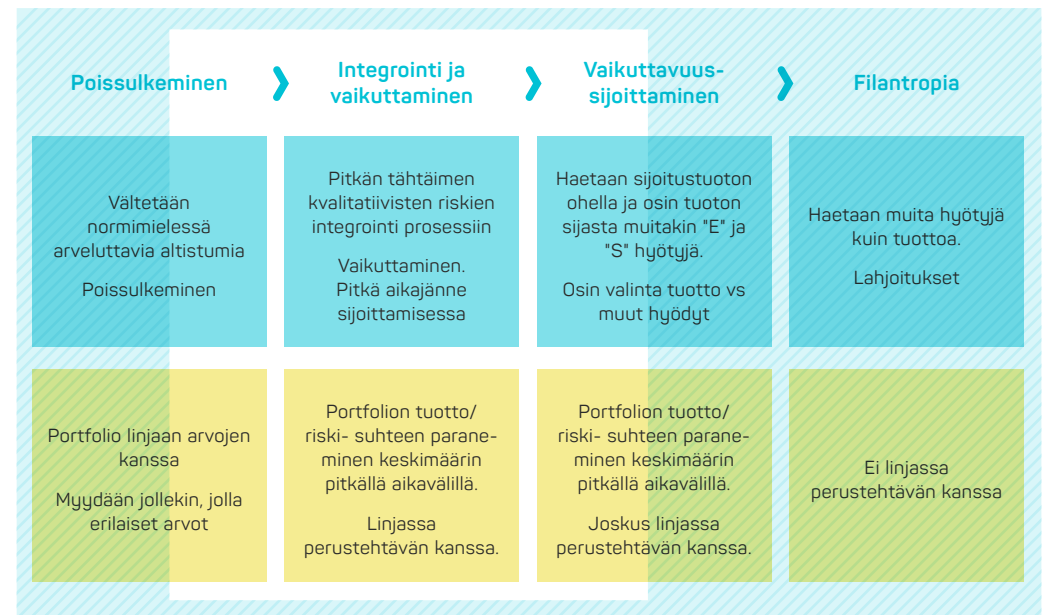 Poissulkeminen
Integrointi ja
vaikuttaminen
Vaikuttavuus-
sijoittaminen
Filantropia
Vältetään
normimielessä
arveluttavia altistumia
Poissulkeminen
Pitkän tähtäimen
kvalitatiivisten riskien
integrointi prosessiin
Vaikuttaminen.
Pitkä aikajänne
sijoittamisessa
Haetaan sijoitustuoton
ohella ja osin tuoton
sijasta muitakin "E" ja
"S" hyötyjä.
Osin valinta tuotto vs
muut hyödyt
Haetaan muita hyötyjä
kuin tuottoa.
Lahjoitukset
Portfolio linjaan arvojen
kanssa
Myydään jollekin, jolla
erilaiset arvot
Portfolion tuotto/
riski- suhteen parane-
minen keskimäärin
pitkällä aikavälillä.
Linjassa
perustehtävän kanssa.
Portfolion tuotto/
riski- suhteen parane-
minen keskimäärin
pitkällä aikavälillä.
Joskus linjassa
perustehtävän kanssa.
Ei linjassa
perustehtävän kanssa